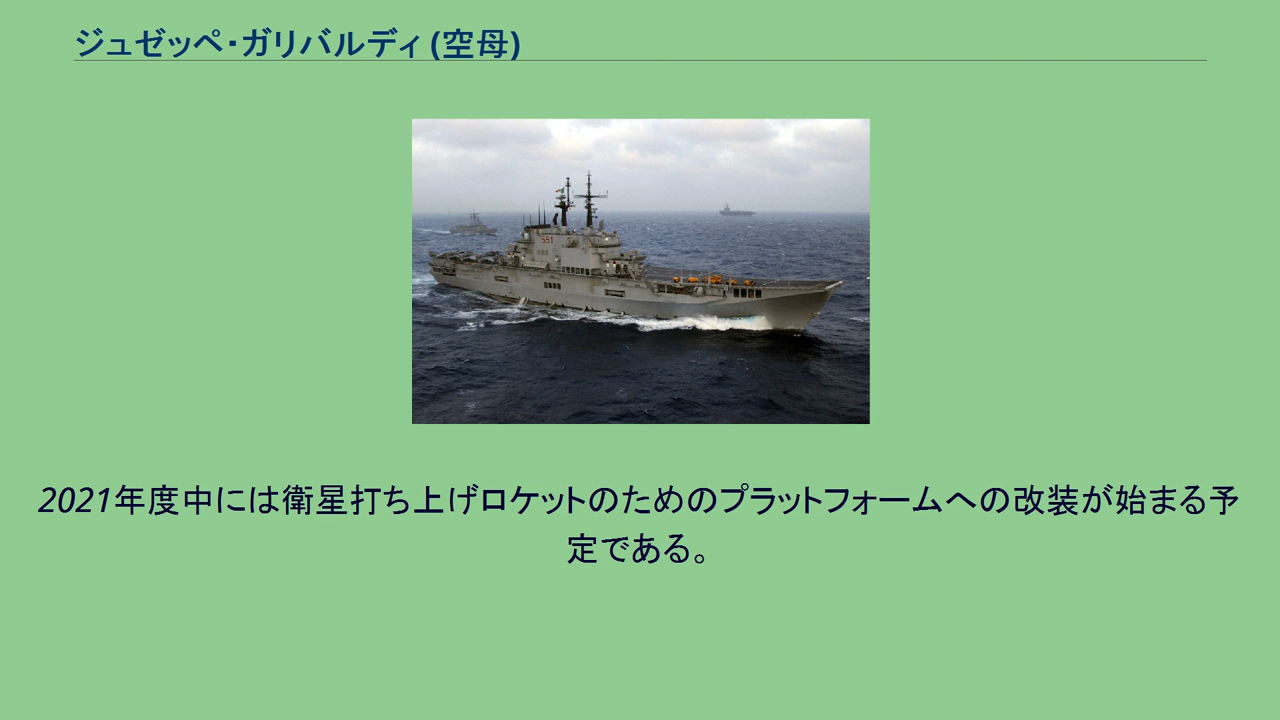 ジュゼッペ・ガリバルディ (空母)
551
2021年度中には衛星打ち上げロケットのためのプラットフォームへの改装が始まる予
定である。